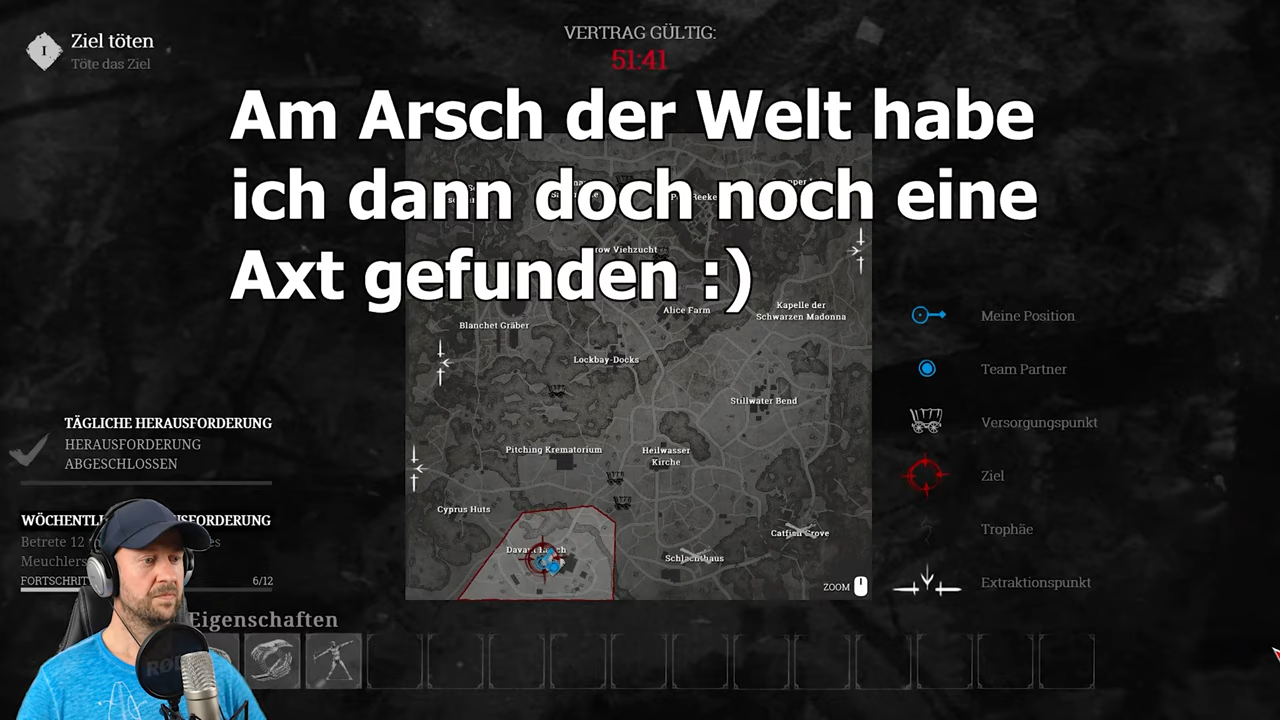 Ziel töten
Töte das Ziel
VERTRAG GÜLTIG:
51:41
Am Arsch der Welt habe
ich dann doch noch eine
Axt gefunden :)
Viehzucht
Alice Farm
Kapelle der
Schwarzen Madonna
Blanchet Gräber
Lockbay-Docks
Stillwater Bend
Pitching Krematorium
Heilwasser
Kirche
Cyprus Huts
Catfish Grove
Schlachthaus
ZOOM
Meine Position
Team Partner
Versorgungspunkt
Ziel
Trophäe
Extraktionspunkt
TÄGLICHE HERAUSFORDERUNG
HERAUSFORDERUNG
ABGESCHLOSSEN
Betrete 12
6/12
Eigenschaften